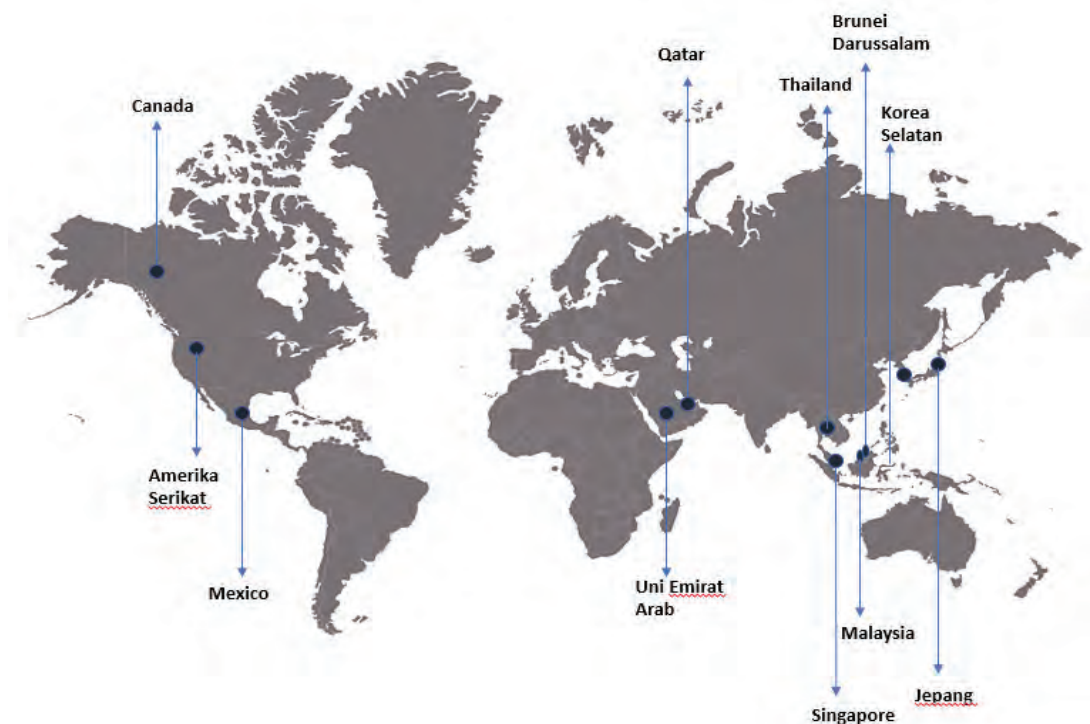 Brunei
Darussalam
Qatar
Thailand
Canada
Korea
Selatan
Amerika
Serikat
Mexico
Uni Emirat
Arab
Malaysia
Jepang
Singapore